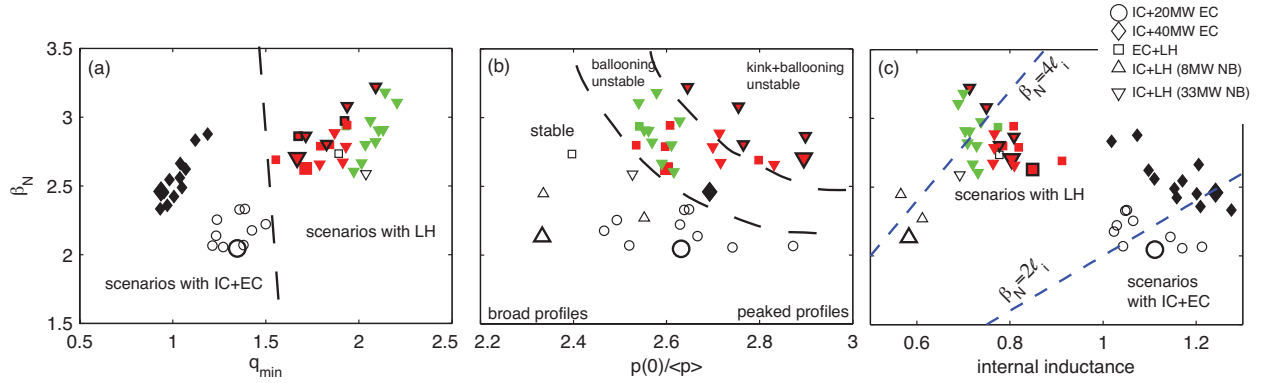 IC+20MW EC
IC+40MW EC
EC+LH
IC+LH (8MW NB)
IC+LH (33MW NB)
(a)
scenarios with LH
scenarios with IC+EC
β_N
3.5
3
2.5
2
1.5
0.5
1
1.5
2
2.5
q_min
(b)
ballooning
unstable
kink+ballooning
unstable
stable
broad profiles
peaked profiles
2.2
2.4
2.6
2.8
3
p(0)/<p>
(c)
β_N=4ℓ_i
scenarios with LH
β_N=2ℓ_i
scenarios
with IC+EC
0.6
0.8
1
1.2
internal inductance